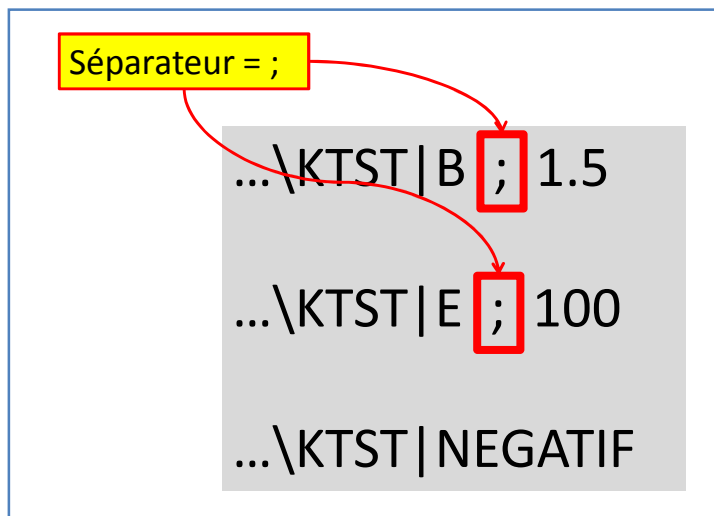 Séparateur = ;
...\KTST|B ; 1.5
...\KTST|E ; 100
...\KTST|NEGATIF